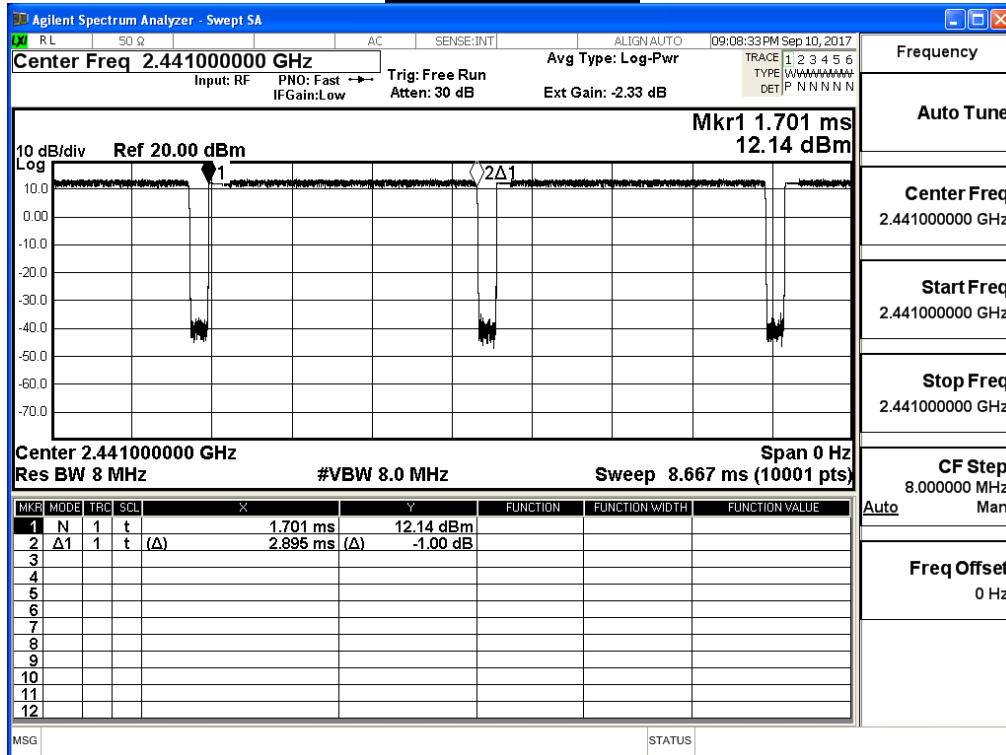 Agilent Spectrum Analyzer - Swept SA
LXI RL 50 Ω AC SENSE:INT ALIGN AUTO 09:08:33 PM Sep 10, 2017
Center Freq 2.441000000 GHz
Input: RF PNO: Fast Trig: Free Run Avg Type: Log-Pwr TRACE 1 2 3 4 5 6
IFGain:Low Atten: 30 dB Ext Gain: -2.33 dB TYPE WWWWWW
DET P N N N N N
Mkr1 1.701 ms
12.14 dBm
10 dB/div Ref 20.00 dBm
Log
1
2Δ1
10.0
0.00
-10.0
-20.0
-30.0
-40.0
-50.0
-60.0
-70.0
Center 2.441000000 GHz Span 0 Hz
Res BW 8 MHz #VBW 8.0 MHz Sweep 8.667 ms (10001 pts)
MKR MODE TRC SCL X Y FUNCTION FUNCTION WIDTH FUNCTION VALUE
1 N 1 t 1.701 ms 12.14 dBm
2 Δ1 1 t (Δ) 2.895 ms (Δ) -1.00 dB
3
4
5
6
7
8
9
10
11
12
MSG STATUS
Frequency
Auto Tune
Center Freq
2.441000000 GHz
Start Freq
2.441000000 GHz
Stop Freq
2.441000000 GHz
CF Step
8.000000 MHz
Auto Man
Freq Offset
0 Hz